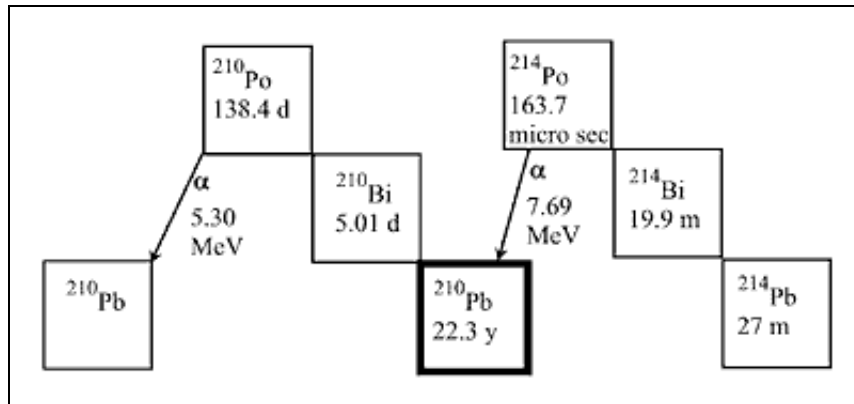 ²¹⁰Po
138.4 d
²¹⁴Po
163.7
micro sec
α
5.30
MeV
²¹⁰Bi
5.01 d
α
7.69
MeV
²¹⁴Bi
19.9 m
²¹⁰Pb
²¹⁰Pb
22.3 y
²¹⁴Pb
27 m